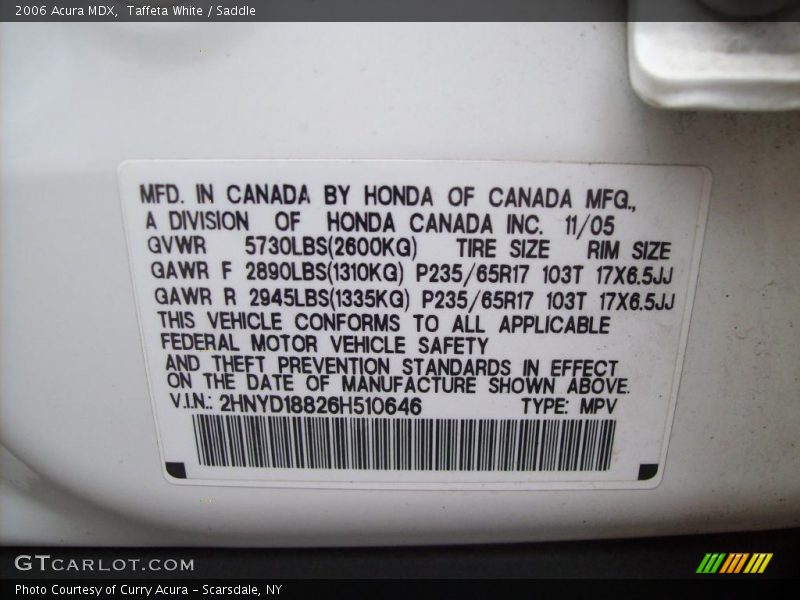 2006 Acura MDX, Taffeta White / Saddle
MFD. IN CANADA BY HONDA OF CANADA MFG.,
A DIVISION OF HONDA CANADA INC. 11/05
GVWR 5730LBS(2600KG) TIRE SIZE RIM SIZE
GAWR F 2890LBS(1310KG) P235/65R17 103T 17X6.5JJ
GAWR R 2945LBS(1335KG) P235/65R17 103T 17X6.5JJ
THIS VEHICLE CONFORMS TO ALL APPLICABLE
FEDERAL MOTOR VEHICLE SAFETY
AND THEFT PREVENTION STANDARDS IN EFFECT
ON THE DATE OF MANUFACTURE SHOWN ABOVE.
V.I.N.: 2HNYD18826H510646 TYPE: MPV
GTCARLOT.COM
Photo Courtesy of Curry Acura - Scarsdale, NY